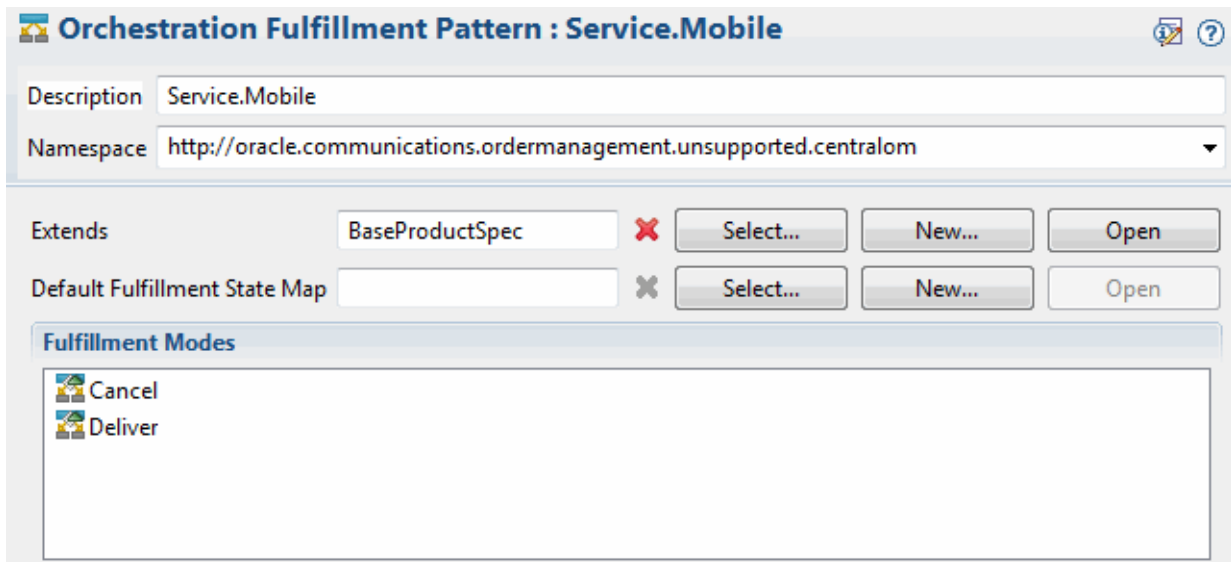 Orchestration Fulfillment Pattern : Service.Mobile
Description Service.Mobile
Namespace http://oracle.communications.ordermanagement.unsupported.centralom
Extends BaseProductSpec Select... New... Open
Default Fulfillment State Map Select... New... Open
Fulfillment Modes
Cancel
Deliver